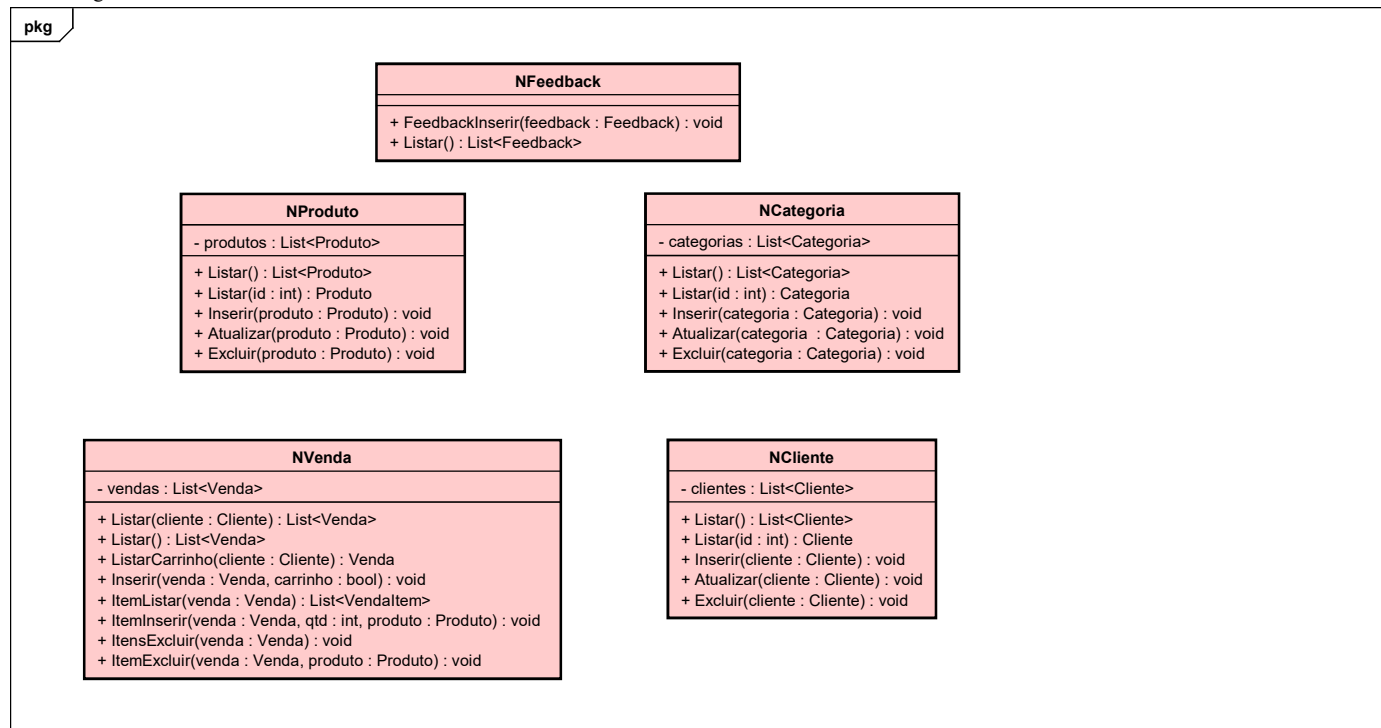 pkg
NFeedback
+ FeedbackInserir(feedback : Feedback) : void
+ Listar() : List<Feedback>
NProduto
- produtos : List<Produto>
+ Listar() : List<Produto>
+ Listar(id : int) : Produto
+ Inserir(produto : Produto) : void
+ Atualizar(produto : Produto) : void
+ Excluir(produto : Produto) : void
NCategoria
- categorias : List<Categoria>
+ Listar() : List<Categoria>
+ Listar(id : int) : Categoria
+ Inserir(categoria : Categoria) : void
+ Atualizar(categoria  : Categoria) : void
+ Excluir(categoria : Categoria) : void
NVenda
- vendas : List<Venda>
+ Listar(cliente : Cliente) : List<Venda>
+ Listar() : List<Venda>
+ ListarCarrinho(cliente : Cliente) : Venda
+ Inserir(venda : Venda, carrinho : bool) : void
+ ItemListar(venda : Venda) : List<VendaItem>
+ ItemInserir(venda : Venda, qtd : int, produto : Produto) : void
+ ItensExcluir(venda : Venda) : void
+ ItemExcluir(venda : Venda, produto : Produto) : void
NCliente
- clientes : List<Cliente>
+ Listar() : List<Cliente>
+ Listar(id : int) : Cliente
+ Inserir(cliente : Cliente) : void
+ Atualizar(cliente : Cliente) : void
+ Excluir(cliente : Cliente) : void